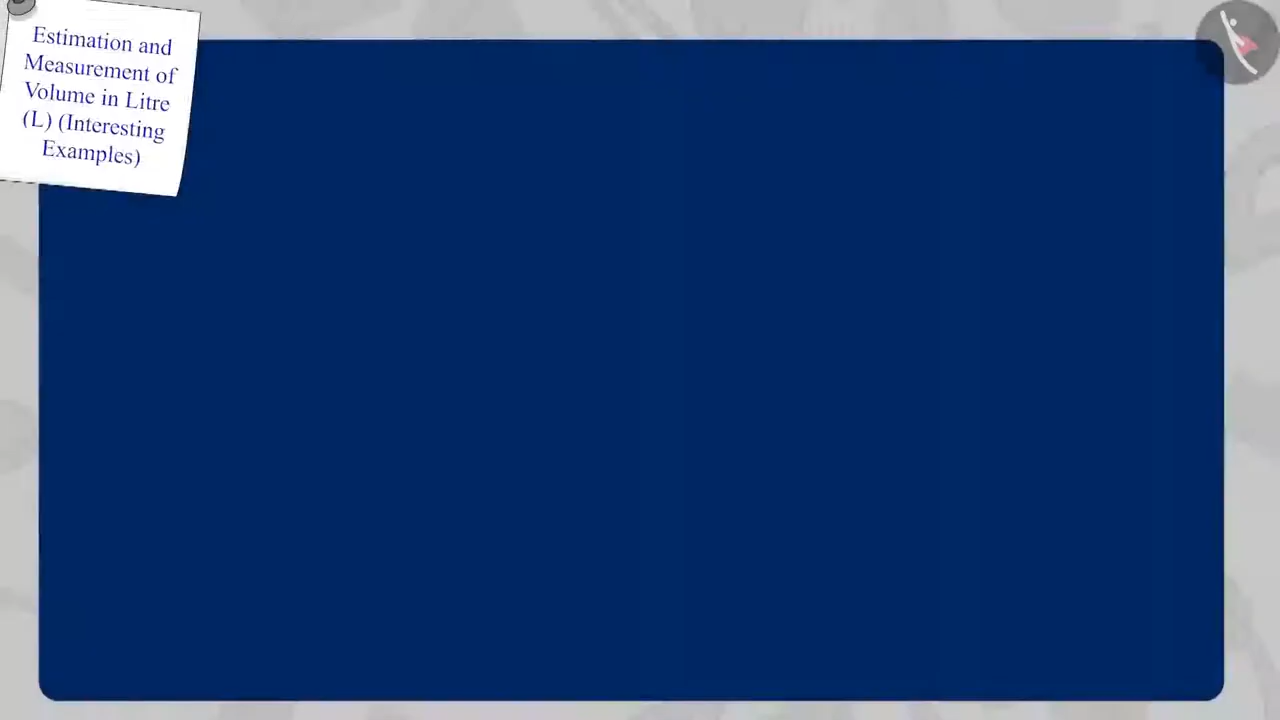 Estimation and
Measurement of
Volume in Litre
(L) (Interesting
Examples)